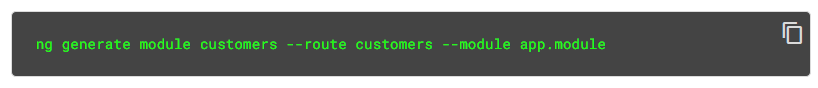 ng generate module customers --route customers --module app.module